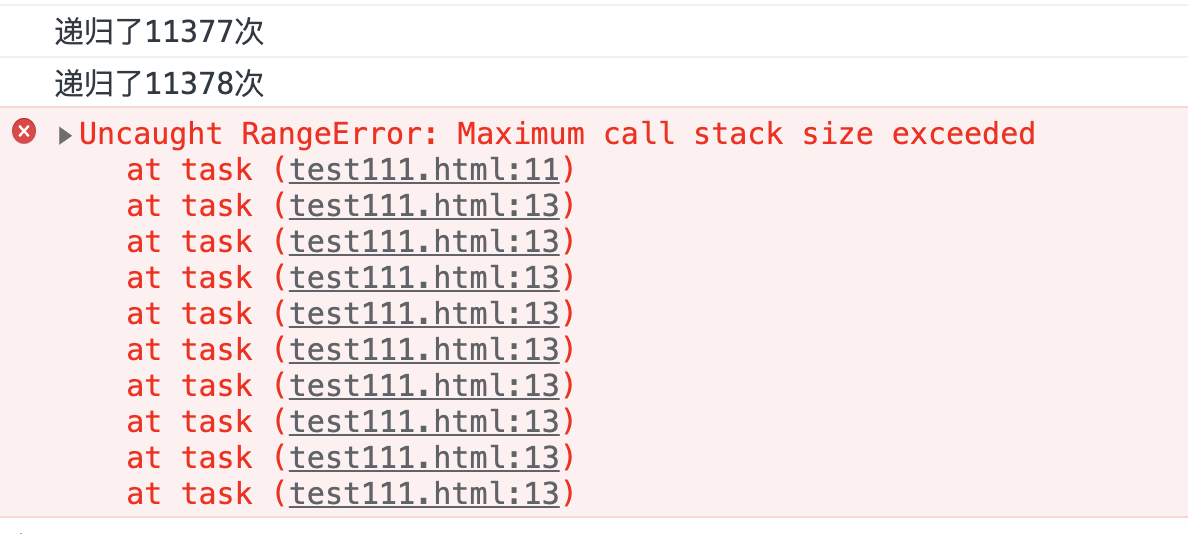 递归了11377次
递归了11378次
Uncaught RangeError: Maximum call stack size exceeded
at task (test111.html:11)
at task (test111.html:13)
at task (test111.html:13)
at task (test111.html:13)
at task (test111.html:13)
at task (test111.html:13)
at task (test111.html:13)
at task (test111.html:13)
at task (test111.html:13)
at task (test111.html:13)